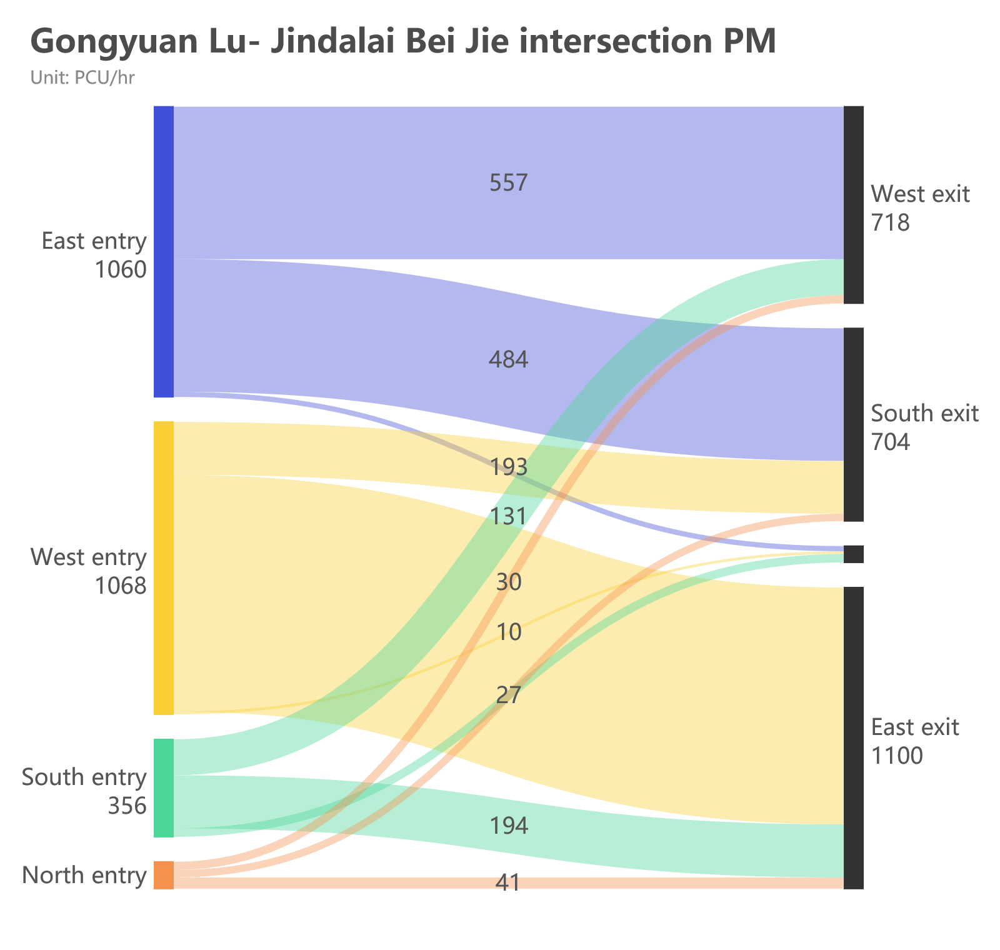 Gongyuan Lu- Jindalai Bei Jie intersection PM
Unit: PCU/hr
557
West exit
718
East entry
1060
484
South exit
704
193
131
West entry
1068
30
10
27
East exit
1100
South entry
356
194
North entry
41